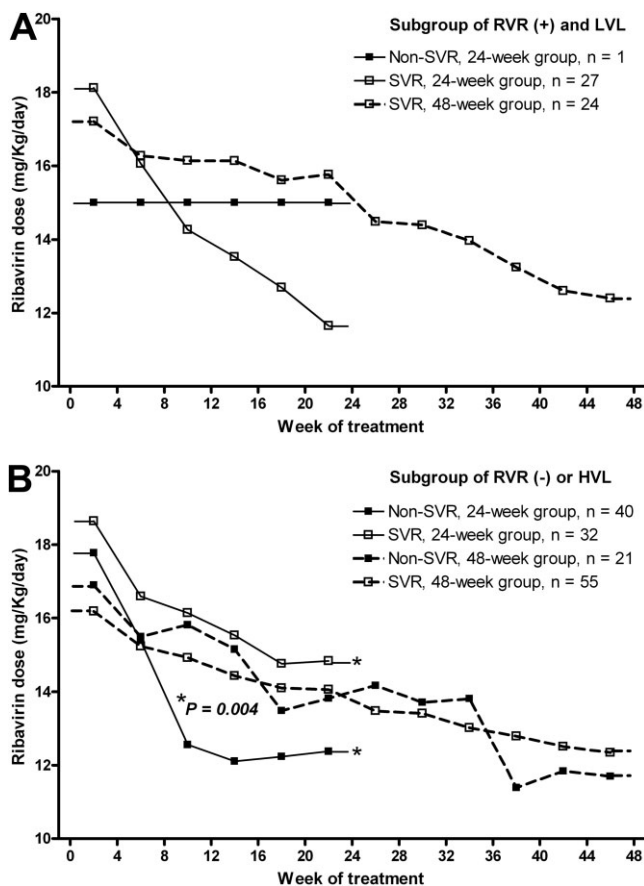 A
Subgroup of RVR (+) and LVL
Non-SVR, 24-week group, n = 1
SVR, 24-week group, n = 27
SVR, 48-week group, n = 24
Ribavirin dose (mg/Kg/day)
20
18
16
14
12
10
0 4 8 12 16 20 24 28 32 36 40 44 48
Week of treatment
B
Subgroup of RVR (-) or HVL
Non-SVR, 24-week group, n = 40
SVR, 24-week group, n = 32
Non-SVR, 48-week group, n = 21
SVR, 48-week group, n = 55
Ribavirin dose (mg/Kg/day)
20
18
16
14
12
10
*
*P = 0.004
*
0 4 8 12 16 20 24 28 32 36 40 44 48
Week of treatment